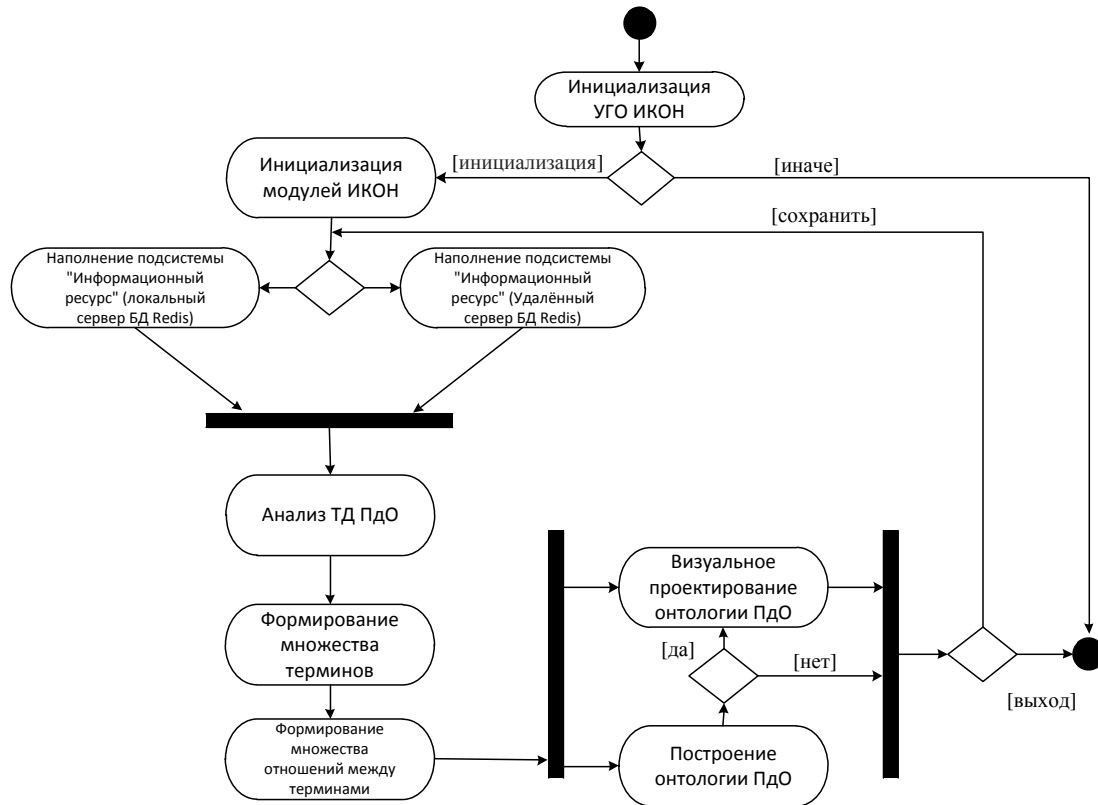 Инициализация
УГО ИКОН
[инициализация]
[иначе]
Инициализация
модулей ИКОН
[сохранить]
Наполнение подсистемы
"Информационный
ресурс" (локальный
сервер БД Redis)
Наполнение подсистемы
"Информационный
ресурс" (Удалённый
сервер БД Redis)
Анализ ТД ПдО
Формирование
множества
терминов
Формирование
множества
отношений между
терминами
Визуальное
проектирование
онтологии ПдО
[да]
[нет]
Построение
онтологии ПдО
[выход]